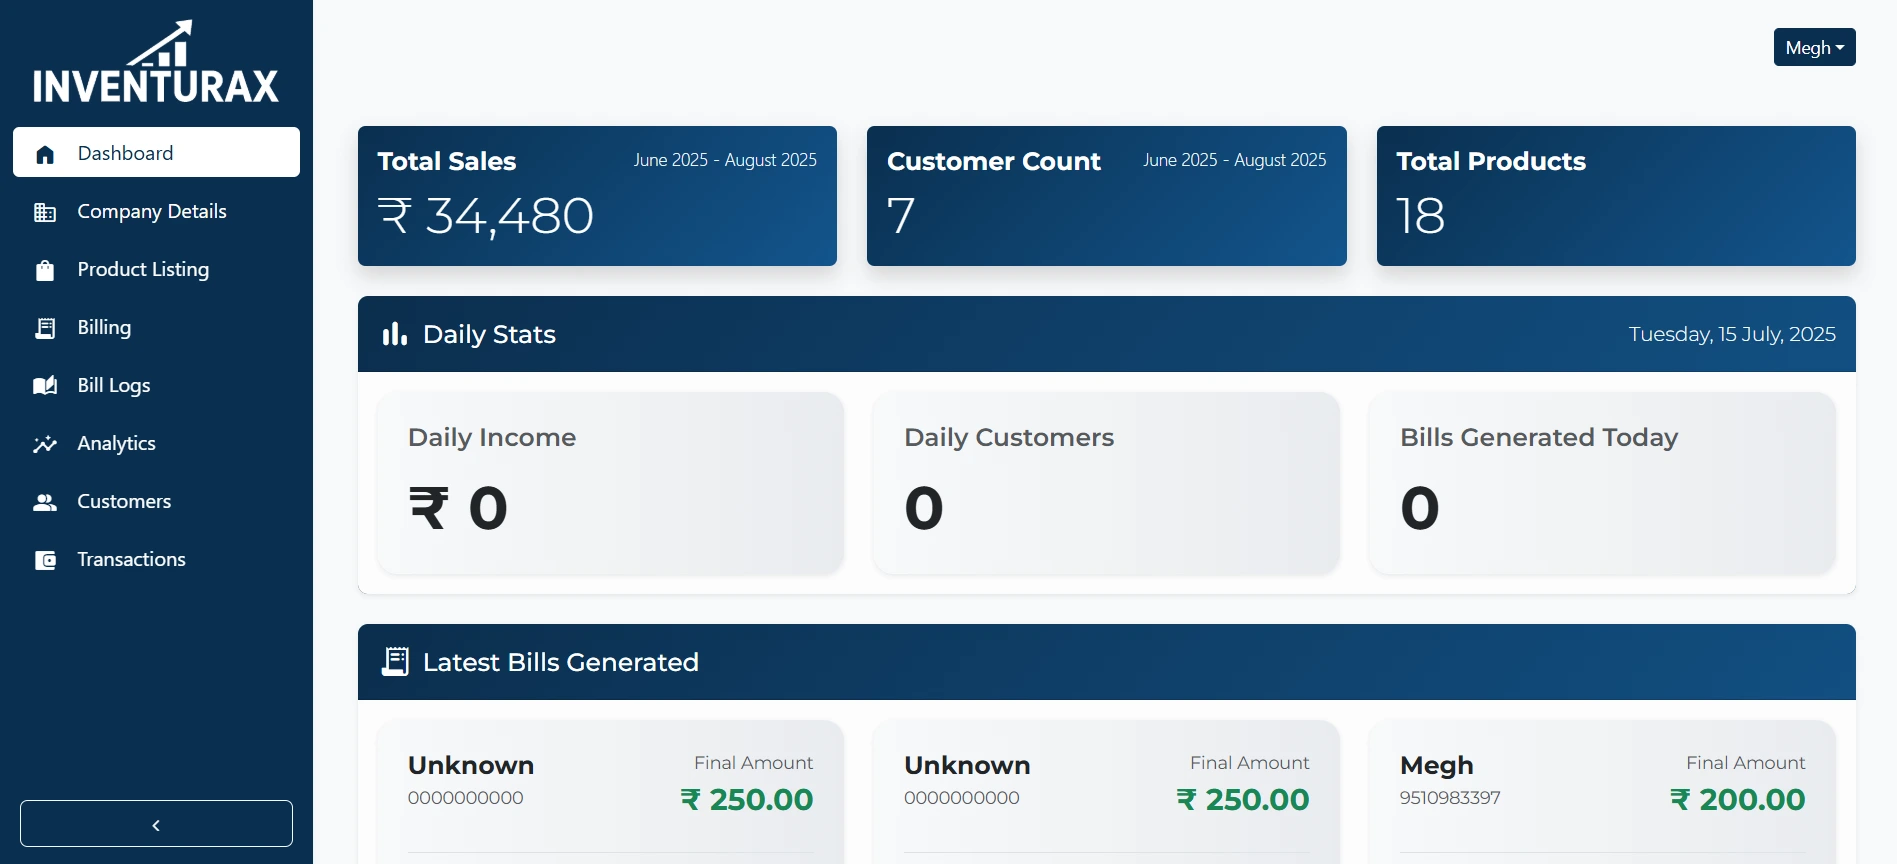 INVENTURAX
Dashboard
Company Details
Product Listing
Billing
Bill Logs
Analytics
Customers
Transactions
Megh
Total Sales
June 2025 - August 2025
₹ 34,480
Customer Count
June 2025 - August 2025
7
Total Products
18
Daily Stats
Tuesday, 15 July, 2025
Daily Income
₹ 0
Daily Customers
0
Bills Generated Today
0
Latest Bills Generated
Unknown
0000000000
Final Amount
₹ 250.00
Unknown
0000000000
Final Amount
₹ 250.00
Megh
9510983397
Final Amount
₹ 200.00